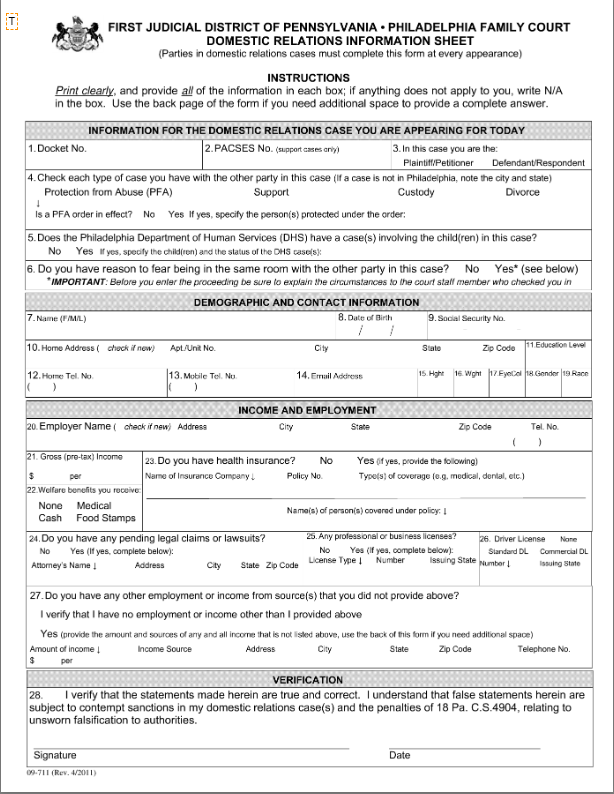 T
FIRST JUDICIAL DISTRICT OF PENNSYLVANIA • PHILADELPHIA FAMILY COURT
DOMESTIC RELATIONS INFORMATION SHEET
(Parties in domestic relations cases must complete this form at every appearance)
INSTRUCTIONS
Print clearly, and provide all of the information in each box; if anything does not apply to you, write N/A
in the box. Use the back page of the form if you need additional space to provide a complete answer.
INFORMATION FOR THE DOMESTIC RELATIONS CASE YOU ARE APPEARING FOR TODAY
1. Docket No. 2. PACSES No. (support cases only) 3. In this case you are the:
Plaintiff/Petitioner Defendant/Respondent
4. Check each type of case you have with the other party in this case (If a case is not in Philadelphia, note the city and state)
Protection from Abuse (PFA) Support Custody Divorce
↓
Is a PFA order in effect? No Yes If yes, specify the person(s) protected under the order:
5. Does the Philadelphia Department of Human Services (DHS) have a case(s) involving the child(ren) in this case?
No Yes If yes, specify the child(ren) and the status of the DHS case(s):
6. Do you have reason to fear being in the same room with the other party in this case? No Yes* (see below)
*IMPORTANT: Before you enter the proceeding be sure to explain the circumstances to the court staff member who checked you in
DEMOGRAPHIC AND CONTACT INFORMATION
7. Name (F/M/L) 8. Date of Birth 9. Social Security No.
/ /
10. Home Address ( check if new) Apt./Unit No. City State Zip Code 11.Education Level
12. Home Tel. No. 13. Mobile Tel. No. 14. Email Address 15. Hght 16. Wght 17.EyeCol 18.Gender 19.Race
( ) ( )
INCOME AND EMPLOYMENT
20. Employer Name ( check if new) Address City State Zip Code Tel. No.
( )
21. Gross (pre-tax) Income 23. Do you have health insurance? No Yes (if yes, provide the following)
$ per Name of Insurance Company ↓ Policy No. Type(s) of coverage (e.g, medical, dental, etc.)
22.Welfare benefits you receive:
None Medical Name(s) of person(s) covered under policy: ↓
Cash Food Stamps
24. Do you have any pending legal claims or lawsuits? 25. Any professional or business licenses? 26. Driver License None
No Yes (If yes, complete below): No Yes (If yes, complete below): Standard DL Commercial DL
Attorney's Name ↓ Address City State Zip Code License Type ↓ Number Issuing State Number ↓ Issuing State
27. Do you have any other employment or income from source(s) that you did not provide above?
I verify that I have no employment or income other than I provided above
Yes (provide the amount and sources of any and all income that is not listed above, use the back of this form if you need additional space)
Amount of income ↓ Income Source Address City State Zip Code Telephone No.
$ per
VERIFICATION
28. I verify that the statements made herein are true and correct. I understand that false statements herein are
subject to contempt sanctions in my domestic relations case(s) and the penalties of 18 Pa. C.S.4904, relating to
unsworn falsification to authorities.
Signature Date
09-711 (Rev. 4/2011)